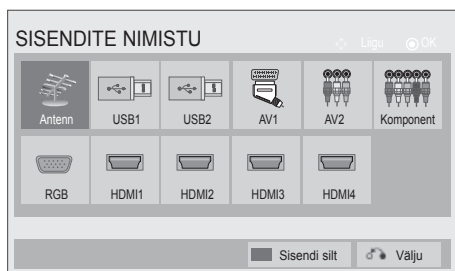 SISENDITE NIMISTU
Liigu OK
Antenn USB1 USB2 AV1 AV2 Komponent
RGB HDMI1 HDMI2 HDMI3 HDMI4
Sisendi silt Välju